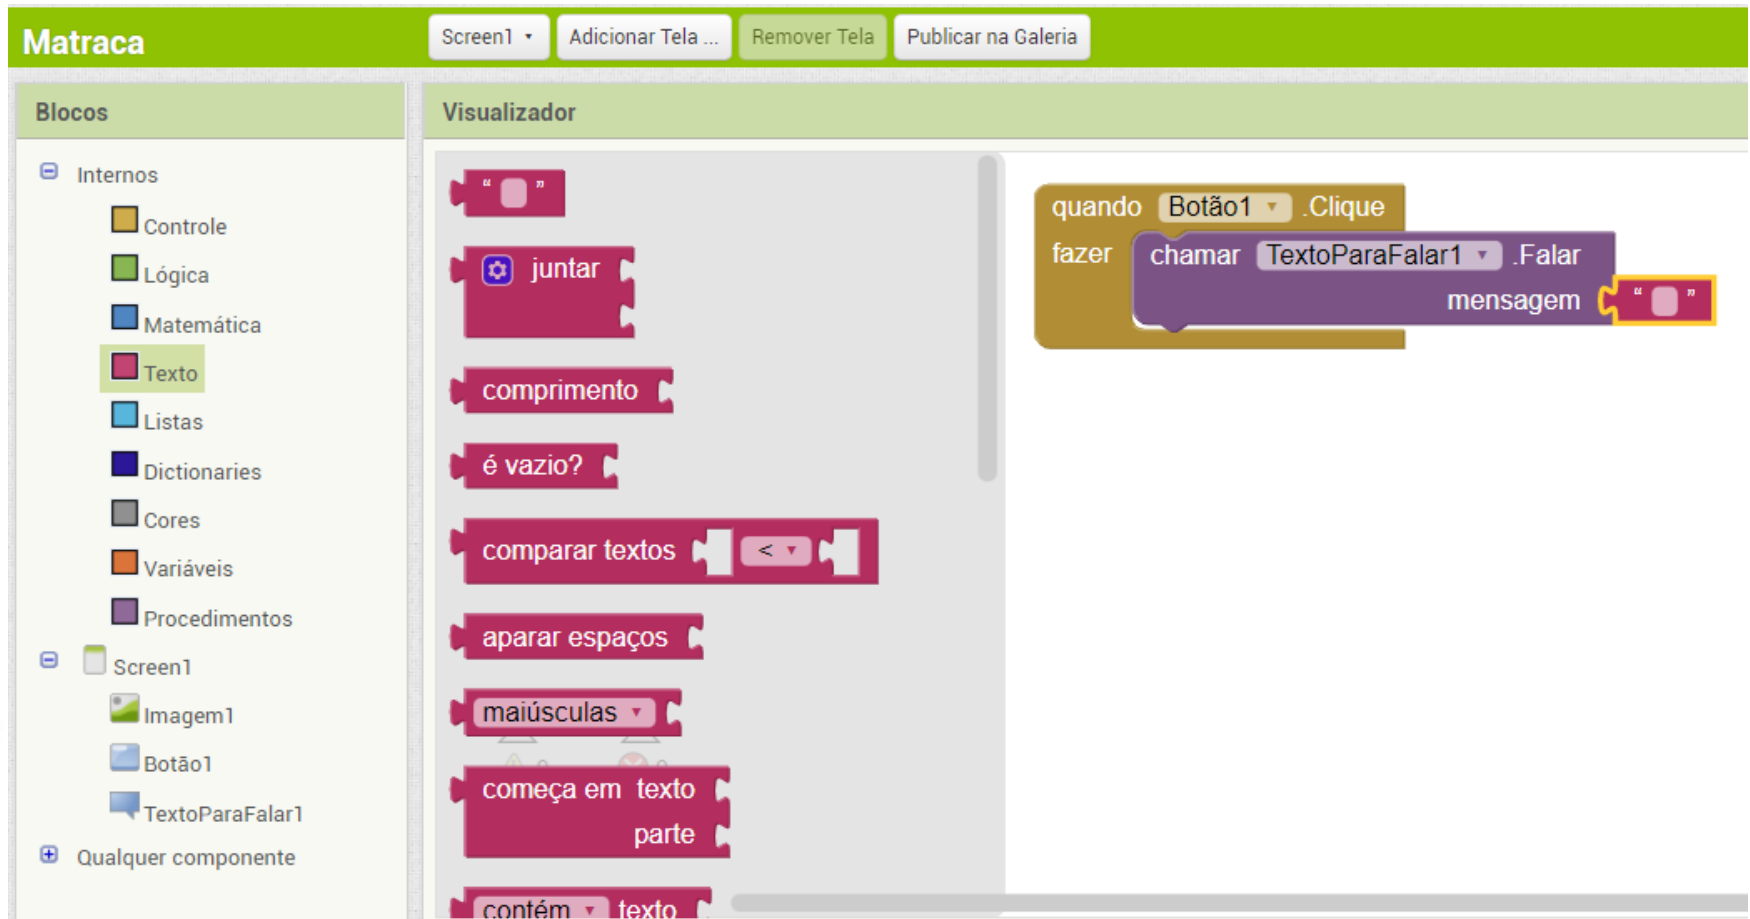 Matraca
Screen1
Adicionar Tela ...
Remover Tela
Publicar na Galeria
Blocos
Internos
Controle
Lógica
Matemática
Texto
Listas
Dictionaries
Cores
Variáveis
Procedimentos
Screen1
Imagem1
Botão1
TextoParaFalar1
Qualquer componente
Visualizador
“ ”
juntar
comprimento
é vazio?
comparar textos <
aparar espaços
maiúsculas
começa em texto
parte
contém texto
quando Botão1 .Clique
fazer chamar TextoParaFalar1 .Falar
mensagem “ ”